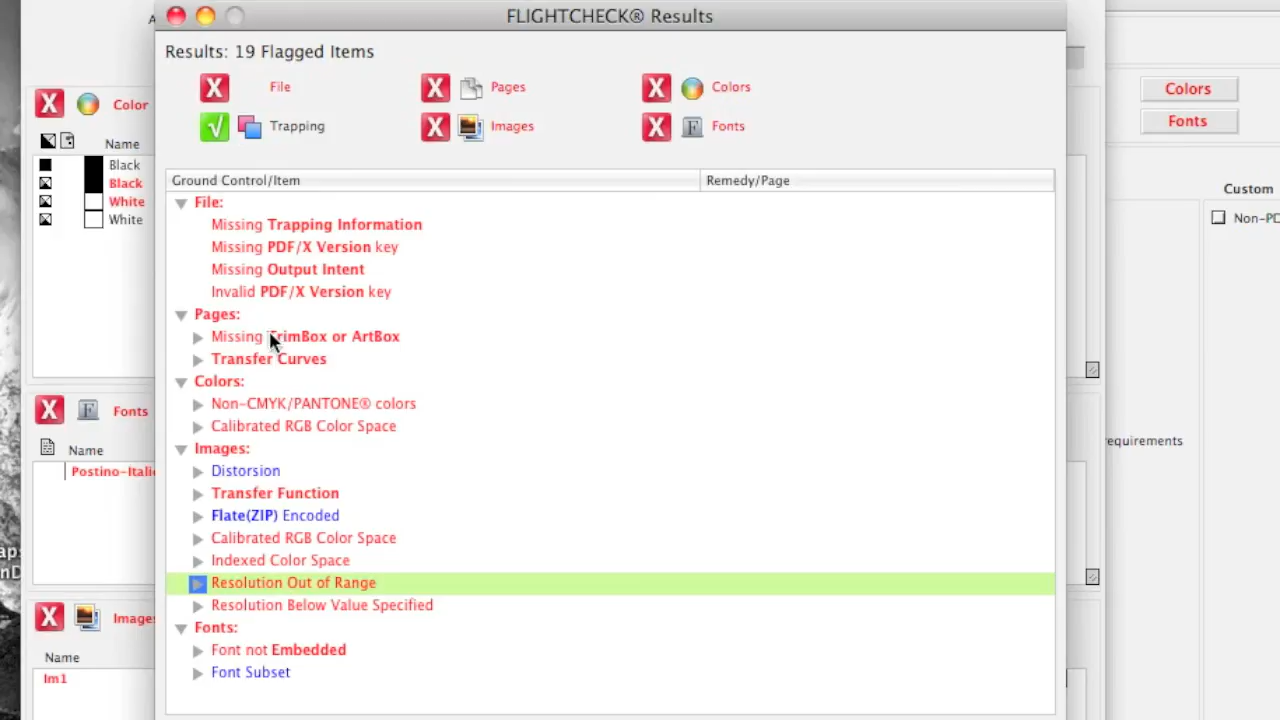 FLIGHTCHECK® Results
Results: 19 Flagged Items
X File
X Pages
X Colors
√ Trapping
X Images
X Fonts
Ground Control/Item Remedy/Page
File:
Missing Trapping Information
Missing PDF/X Version key
Missing Output Intent
Invalid PDF/X Version key
Pages:
Missing TrimBox or ArtBox
Transfer Curves
Colors:
Non-CMYK/PANTONE® colors
Calibrated RGB Color Space
Images:
Distorsion
Transfer Function
Flate(ZIP) Encoded
Calibrated RGB Color Space
Indexed Color Space
Resolution Out of Range
Resolution Below Value Specified
Fonts:
Font not Embedded
Font Subset
X Color
Name
Black
Black
White
White
X F Fonts
Name
Postino-Itali
X Images
Name
Im1
Colors
Fonts
Custom
Non-PD
equirements